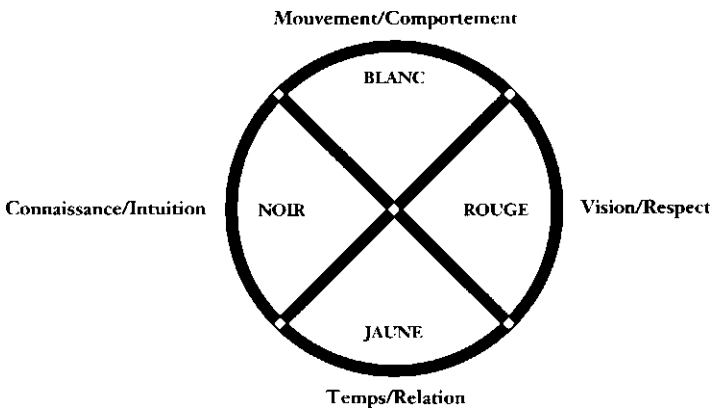 Mouvement/Comportement
BLANC
Connaissance/Intuition
NOIR
ROUGE
Vision/Respect
JAUNE
Temps/Relation